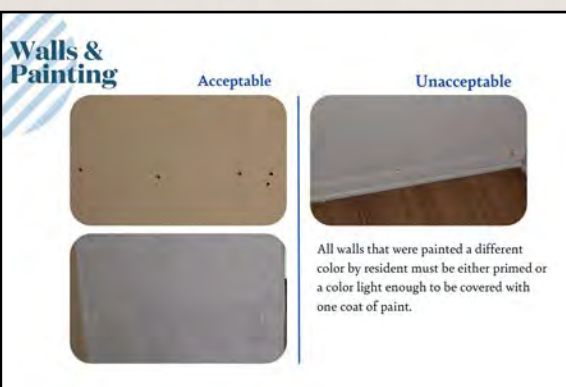 Walls &
Painting
Acceptable
Unacceptable
All walls that were painted a different
color by resident must be either primed or
a color light enough to be covered with
one coat of paint.